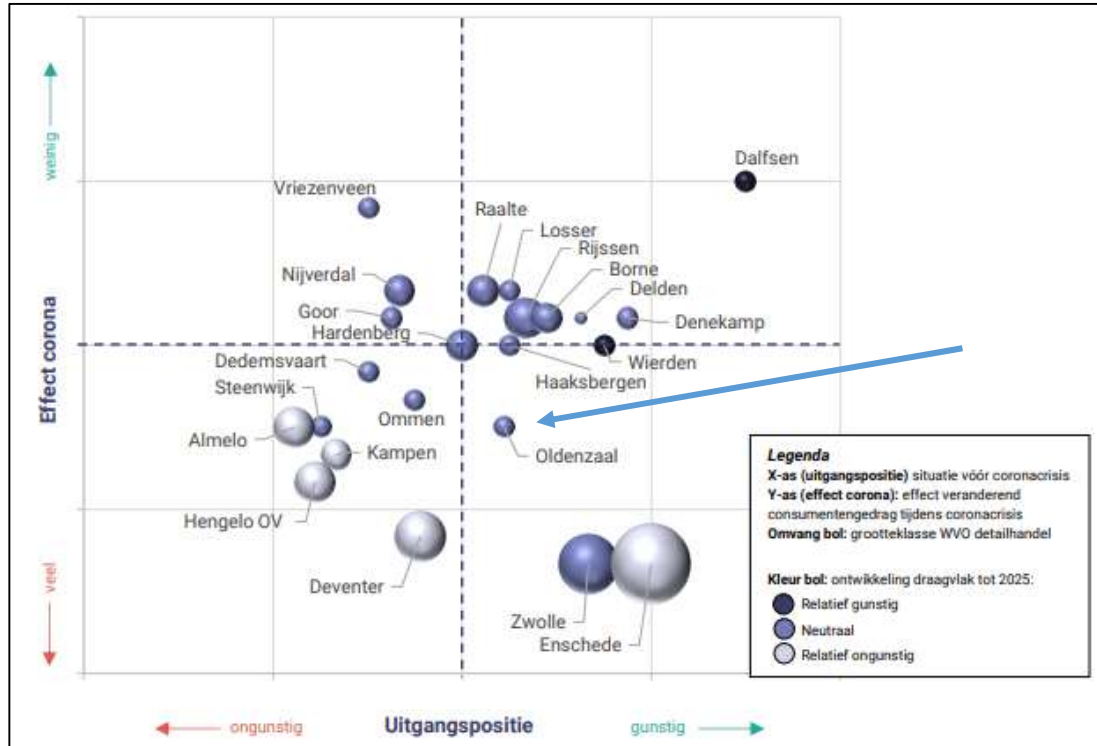 weinig
Effect corona
veel
Dalfsen
Vriezenveen
Raalte
Losser
Rijssen
Borne
Delden
Denekamp
Nijverdal
Goor
Hardenberg
Wierden
Haaksbergen
Dedemsvaart
Steenwijk
Ommen
Almelo
Kampen
Oldenzaal
Hengelo OV
Deventer
Zwolle
Enschede
Legenda
X-as (uitgangspositie) situatie vóór coronacrisis
Y-as (effect corona): effect veranderend
consumentengedrag tijdens coronacrisis
Omvang bol: grootteklasse WVO detailhandel
Kleur bol: ontwikkeling draagvlak tot 2025:
Relatief gunstig
Neutraal
Relatief ongunstig
ongunstig
Uitgangspositie
gunstig